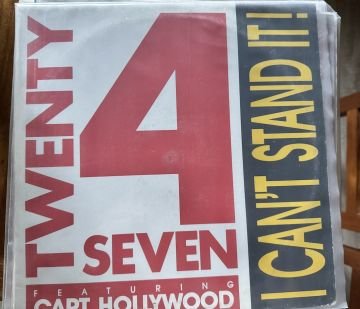 TWENTY
4
SEVEN
FEATURING
CAPT. HOLLYWOOD
I CAN'T STAND IT!